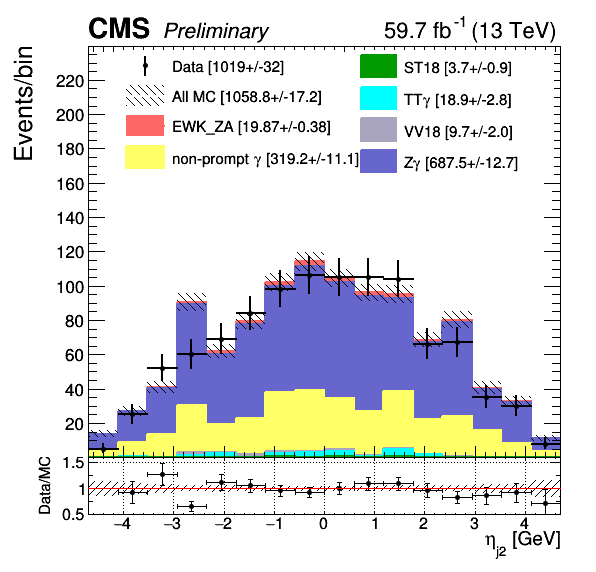 CMS Preliminary 59.7 fb⁻¹ (13 TeV)
Events/bin
Data [1019+/-32]
All MC [1058.8+/-17.2]
EWK_ZA [19.87+/-0.38]
non-prompt γ [319.2+/-11.1]
ST18 [3.7+/-0.9]
TTγ [18.9+/-2.8]
VV18 [9.7+/-2.0]
Zγ [687.5+/-12.7]
220
200
180
160
140
120
100
80
60
40
20
Data/MC
1.5
1
0.5
−4 −3 −2 −1 0 1 2 3 4
η_j2 [GeV]